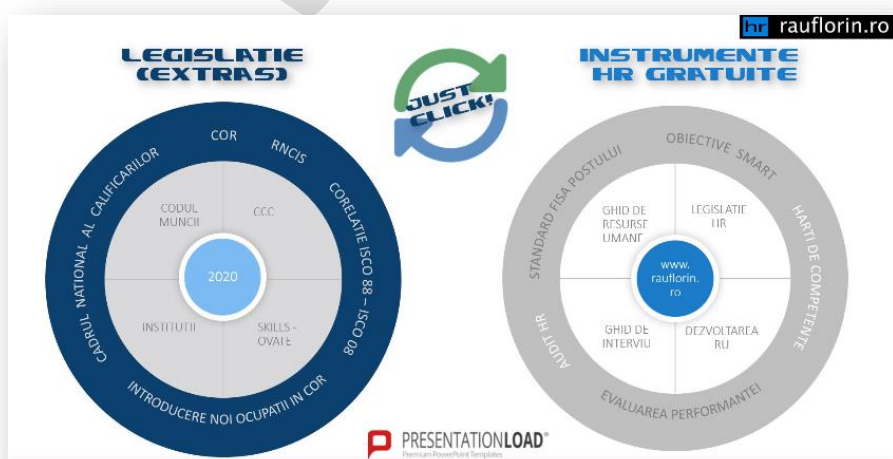 hr rauflorin.ro
LEGISLATIE
(EXTRAS)
JUST
CLICK!
INSTRUMENTE
HR GRATUITE
CADRUL NATIONAL AL CALIFICARILOR
COR
RNCIS
CORELATIE ISCO 88 – ISCO 08
INTRODUCERE NOI OCUPATII IN COR
CODUL
MUNCII
CCC
2020
INSTITUTII
SKILLS -
OVATE
STANDARD FISA POSTULUI
OBIECTIVE SMART
HARTI DE COMPETENTE
EVALUAREA PERFORMANTEI
AUDIT HR
GHID DE
RESURSE
UMANE
LEGISLATIE
HR
www.
rauflorin.
ro
GHID DE
INTERVIU
DEZVOLTAREA
RU
PRESENTATIONLOAD®
Premium PowerPoint Templates